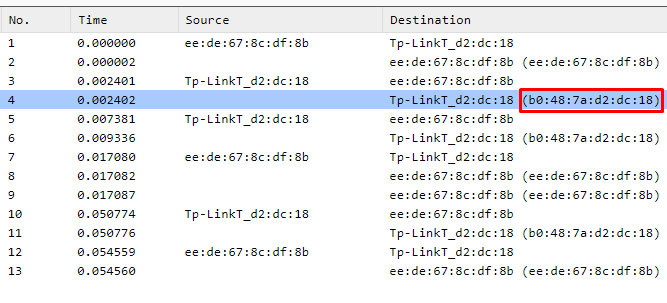 No. Time Source Destination
1 0.000000 ee:de:67:8c:df:8b Tp-LinkT_d2:dc:18
2 0.000002 ee:de:67:8c:df:8b (ee:de:67:8c:df:8b)
3 0.002401 Tp-LinkT_d2:dc:18 ee:de:67:8c:df:8b
4 0.002402 Tp-LinkT_d2:dc:18 (b0:48:7a:d2:dc:18)
5 0.007381 Tp-LinkT_d2:dc:18 ee:de:67:8c:df:8b
6 0.009336 Tp-LinkT_d2:dc:18 (b0:48:7a:d2:dc:18)
7 0.017080 ee:de:67:8c:df:8b Tp-LinkT_d2:dc:18
8 0.017082 ee:de:67:8c:df:8b (ee:de:67:8c:df:8b)
9 0.017087 ee:de:67:8c:df:8b (ee:de:67:8c:df:8b)
10 0.050774 Tp-LinkT_d2:dc:18 ee:de:67:8c:df:8b
11 0.050776 Tp-LinkT_d2:dc:18 (b0:48:7a:d2:dc:18)
12 0.054559 ee:de:67:8c:df:8b Tp-LinkT_d2:dc:18
13 0.054560 ee:de:67:8c:df:8b (ee:de:67:8c:df:8b)